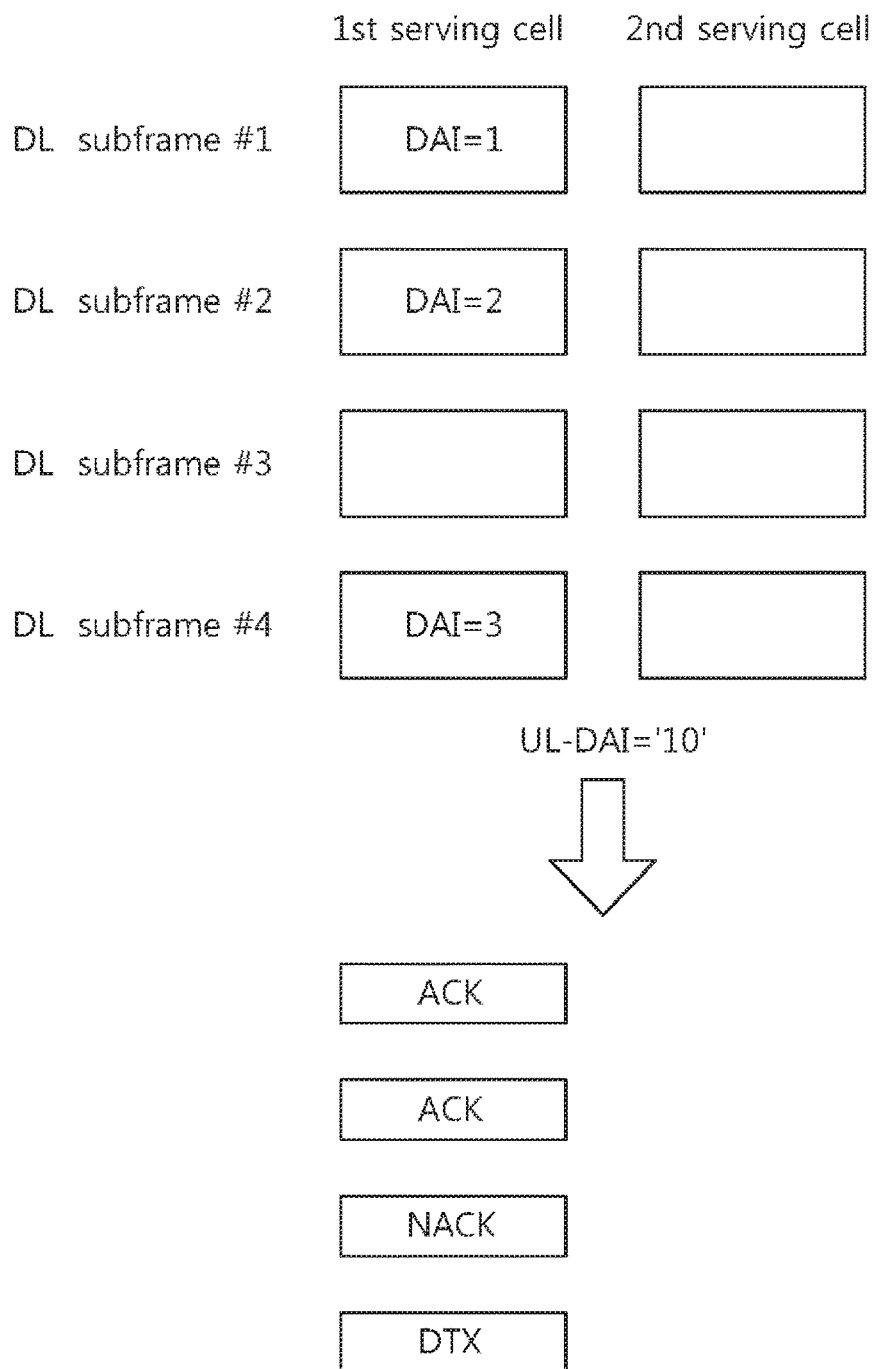 1st serving cell 2nd serving cell
DL subframe #1 DAI=1
DL subframe #2 DAI=2
DL subframe #3
DL subframe #4 DAI=3
UL-DAI='10'
ACK
ACK
NACK
DTX